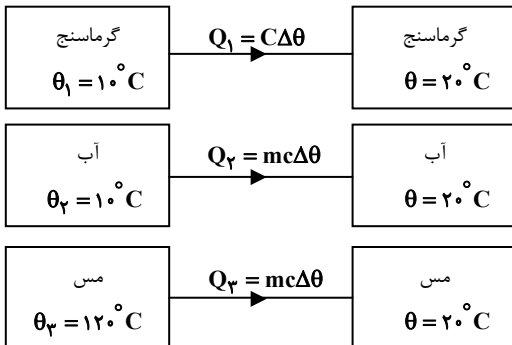 گرماسنج
θ₁ = ۱۰°C
Q₁ = CΔθ
گرماسنج
θ = ۲۰°C
آب
θ₂ = ۱۰°C
Q₂ = mcΔθ
آب
θ = ۲۰°C
مس
θ₃ = ۱۲۰°C
Q₃ = mcΔθ
مس
θ = ۲۰°C